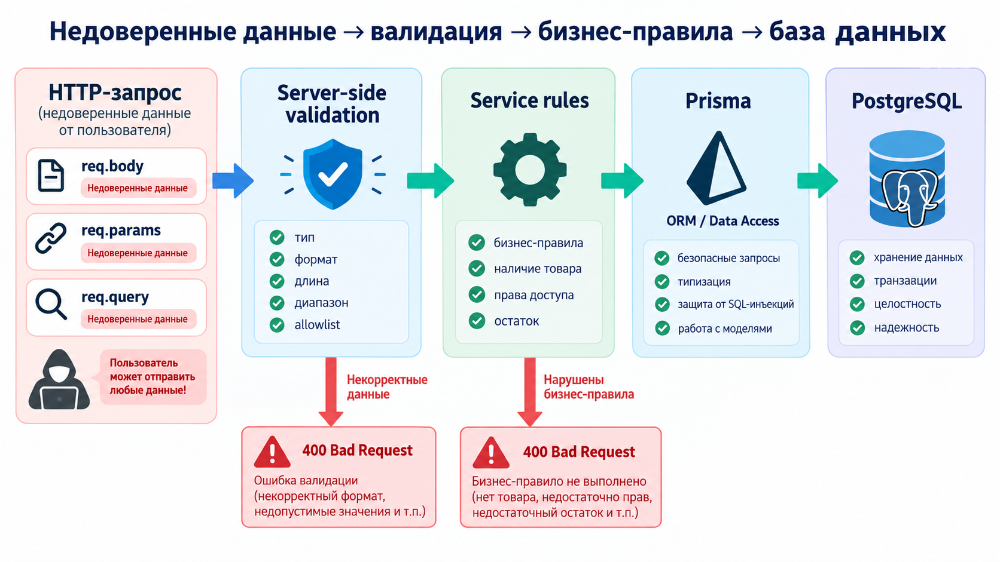 Недоверенные данные → валидация → бизнес-правила → база данных
HTTP-запрос
(недоверенные данные
от пользователя)
req.body
Недоверенные данные
req.params
Недоверенные данные
req.query
Недоверенные данные
Пользователь
может отправить
любые данные!
Server-side
validation
тип
формат
длина
диапазон
allowlist
Service rules
бизнес-правила
наличие товара
права доступа
остаток
Prisma
ORM / Data Access
безопасные запросы
типизация
защита от SQL-инъекций
работа с моделями
PostgreSQL
хранение данных
транзавции
целостность
надежность
Некорректные
данные
Нарушены
бизнес-правила
400 Bad Request
Ошибка валидации
(некорректный формат,
недопустимые значения и т.п.)
400 Bad Request
Бизнес-правило не выполнено
(нет товара, недостаточно прав,
недостаточный остаток и т.п.)